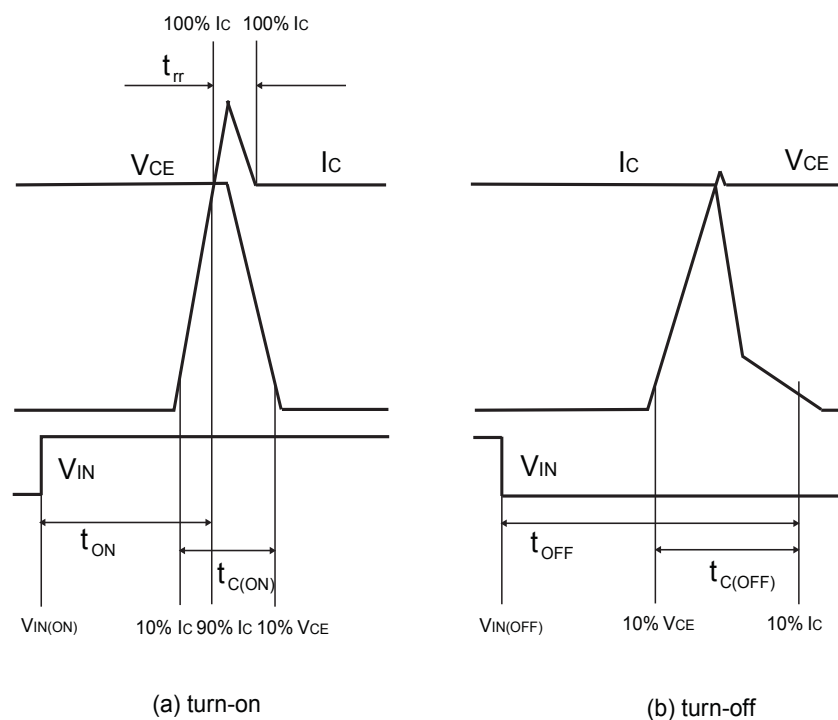 100% IC 100% IC
trr
VCE IC
VIN
tON
tC(ON)
VIN(ON) 10% IC 90% IC 10% VCE
(a) turn-on
IC VCE
VIN
tOFF
tC(OFF)
VIN(OFF) 10% VCE 10% IC
(b) turn-off